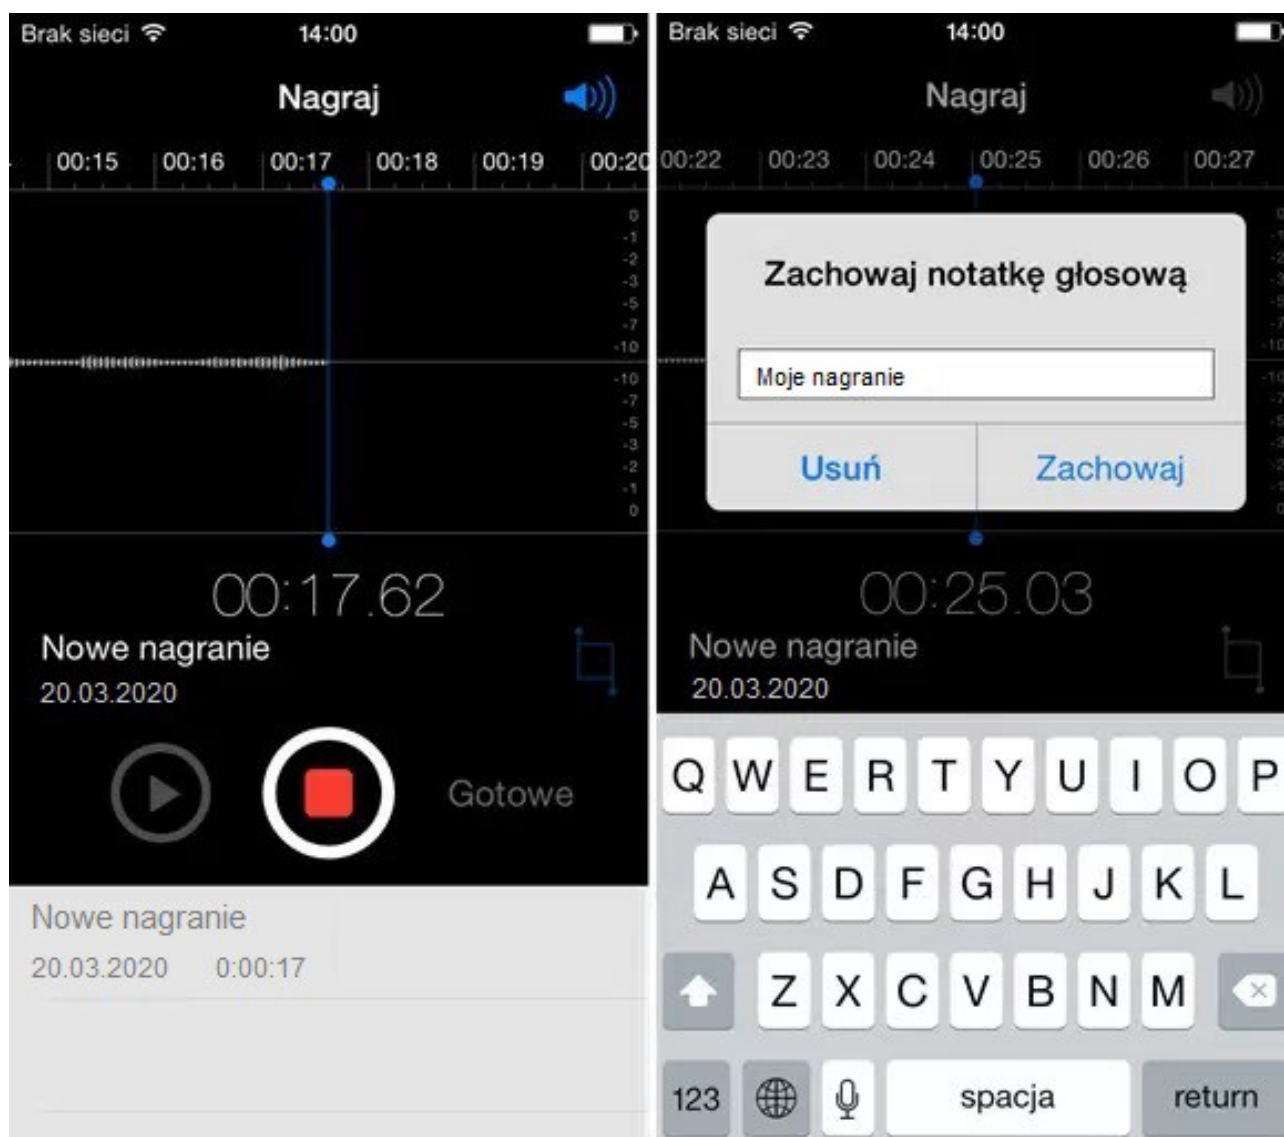 Brak sieci 14:00
Nagraj
00:15 00:16 00:17 00:18 00:19 00:20
0
-1
-2
-3
-5
-7
-10
-10
-7
-5
-3
-2
-1
0
00:17.62
Nowe nagranie
20.03.2020
Gotowe
Nowe nagranie
20.03.2020 0:00:17
Brak sieci 14:00
Nagraj
00:22 00:23 00:24 00:25 00:26 00:27
Zachowaj notatkę głosową
Moje nagranie
Usuń Zachowaj
00:25.03
Nowe nagranie
20.03.2020
Q W E R T Y U I O P
A S D F G H J K L
Z X C V B N M
123 spacja return